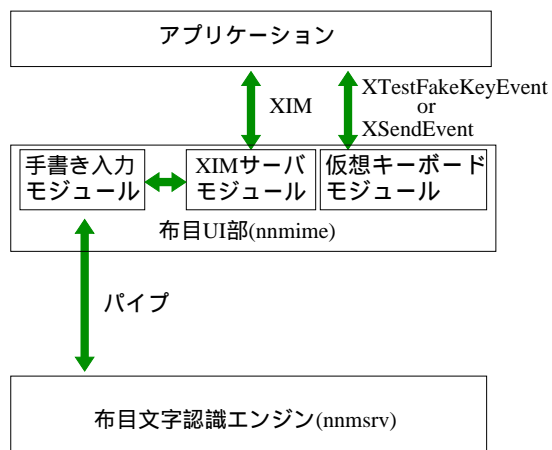 アプリケーション
XIM
XTestFakeKeyEvent
or
XSendEvent
手書き入力
モジュール
XIMサーバ
モジュール
仮想キーボード
モジュール
布目UI部(nnmime)
パイプ
布目文字認識エンジン(nnmsrv)